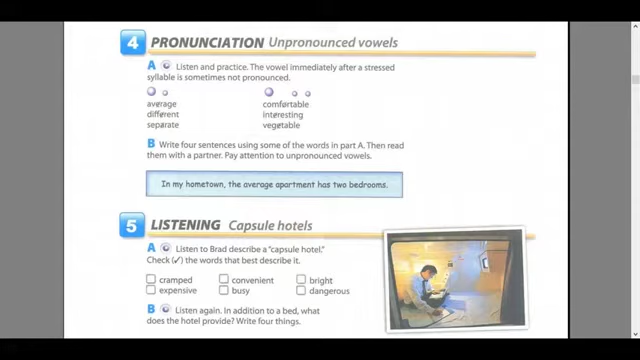 4 PRONUNCIATION Unpronounced vowels
A Listen and practice. The vowel immediately after a stressed
syllable is sometimes not pronounced.
average comfortable
different interesting
separate vegetable
B Write four sentences using some of the words in part A. Then read
them with a partner. Pay attention to unpronounced vowels.
In my hometown, the average apartment has two bedrooms.
5 LISTENING Capsule hotels
A Listen to Brad describe a "capsule hotel."
Check (✓) the words that best describe it.
cramped convenient bright
expensive busy dangerous
B Listen again. In addition to a bed, what
does the hotel provide? Write four things.